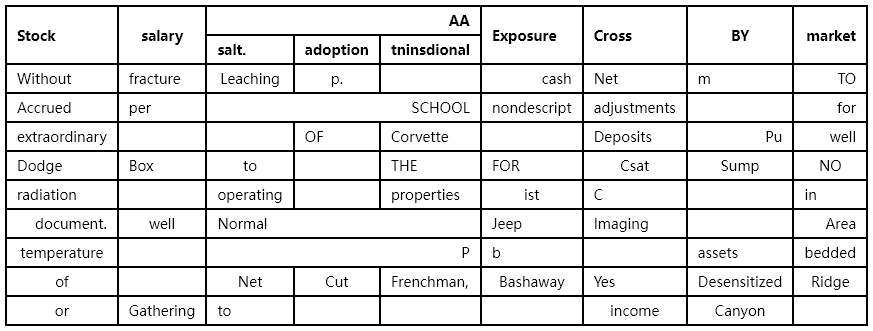 Stock salary AA Exposure Cross BY market
salt. adoption tninsdional
Without fracture Leaching p. cash Net m TO
Accrued per SCHOOL nondescript adjustments for
extraordinary OF Corvette Deposits Pu well
Dodge Box to THE FOR Csat Sump NO
radiation operating properties ist C in
document. well Normal Jeep Imaging Area
temperature P b assets bedded
of Net Cut Frenchman, Bashaway Yes Desensitized Ridge
or Gathering to income Canyon